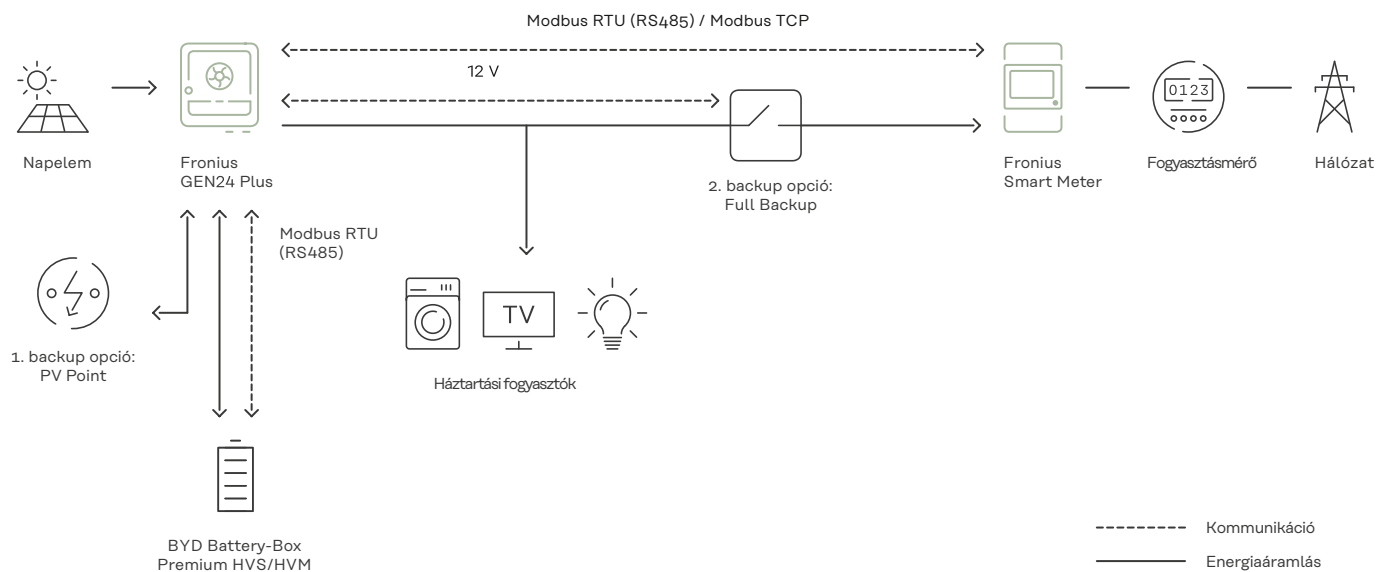 Modbus RTU (RS485) / Modbus TCP
12 V
0123
Napelem
Fronius
GEN24 Plus
2. backup opció:
Full Backup
Fronius
Smart Meter
Fogyasztásmérő
Hálózat
Modbus RTU
(RS485)
1. backup opció:
PV Point
TV
Háztartási fogyasztók
BYD Battery-Box
Premium HVS/HVM
Kommunikáció
Energiaáramlás